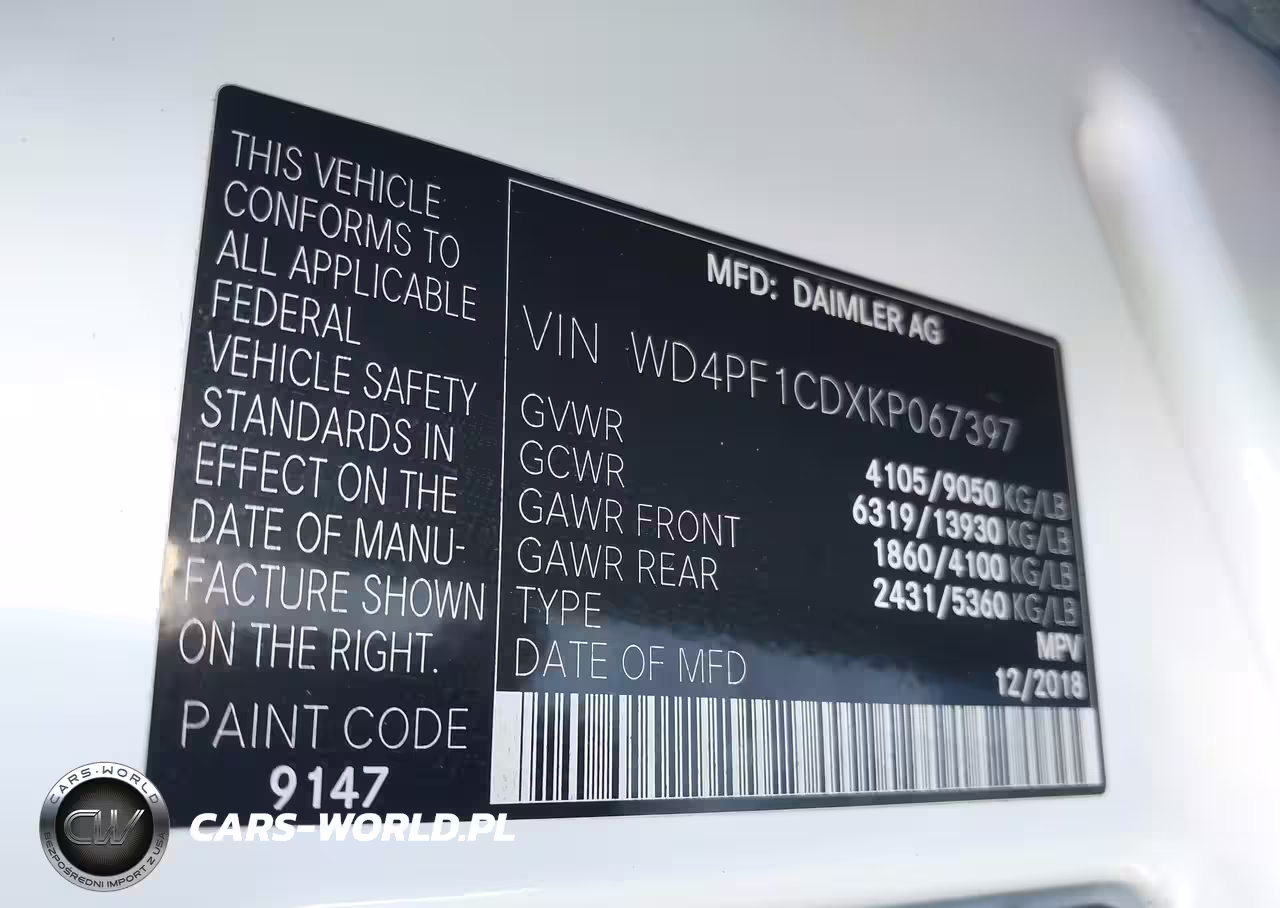 THIS VEHICLE
CONFORMS TO
ALL APPLICABLE
FEDERAL
VEHICLE SAFETY
STANDARDS IN
EFFECT ON THE
DATE OF MANU-
FACTURE SHOWN
ON THE RIGHT.
PAINT CODE
9147
MFD: DAIMLER AG
VIN WD4PF1CDXKP067397
GVWR 4105/9050 KG/LB
GCWR 6319/13930 KG/LB
GAWR FRONT 1860/4100 KG/LB
GAWR REAR 2431/5360 KG/LB
TYPE MPV
DATE OF MFD 12/2018
CARS-WORLD
CW
BEZPOŚREDNI IMPORT Z USA
CARS-WORLD.PL